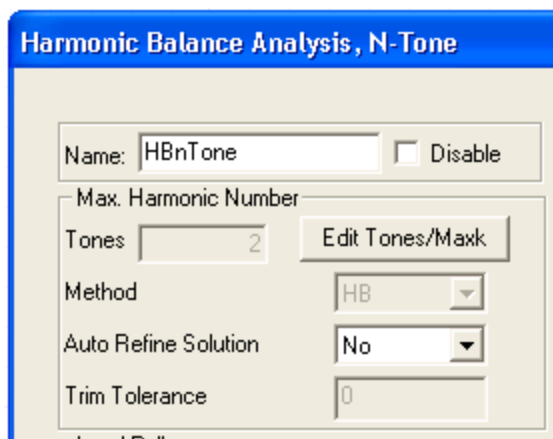 Harmonic Balance Analysis, N-Tone
Name: HBnTone Disable
Max. Harmonic Number
Tones 2 Edit Tones/Maxk
Method HB
Auto Refine Solution No
Trim Tolerance 0